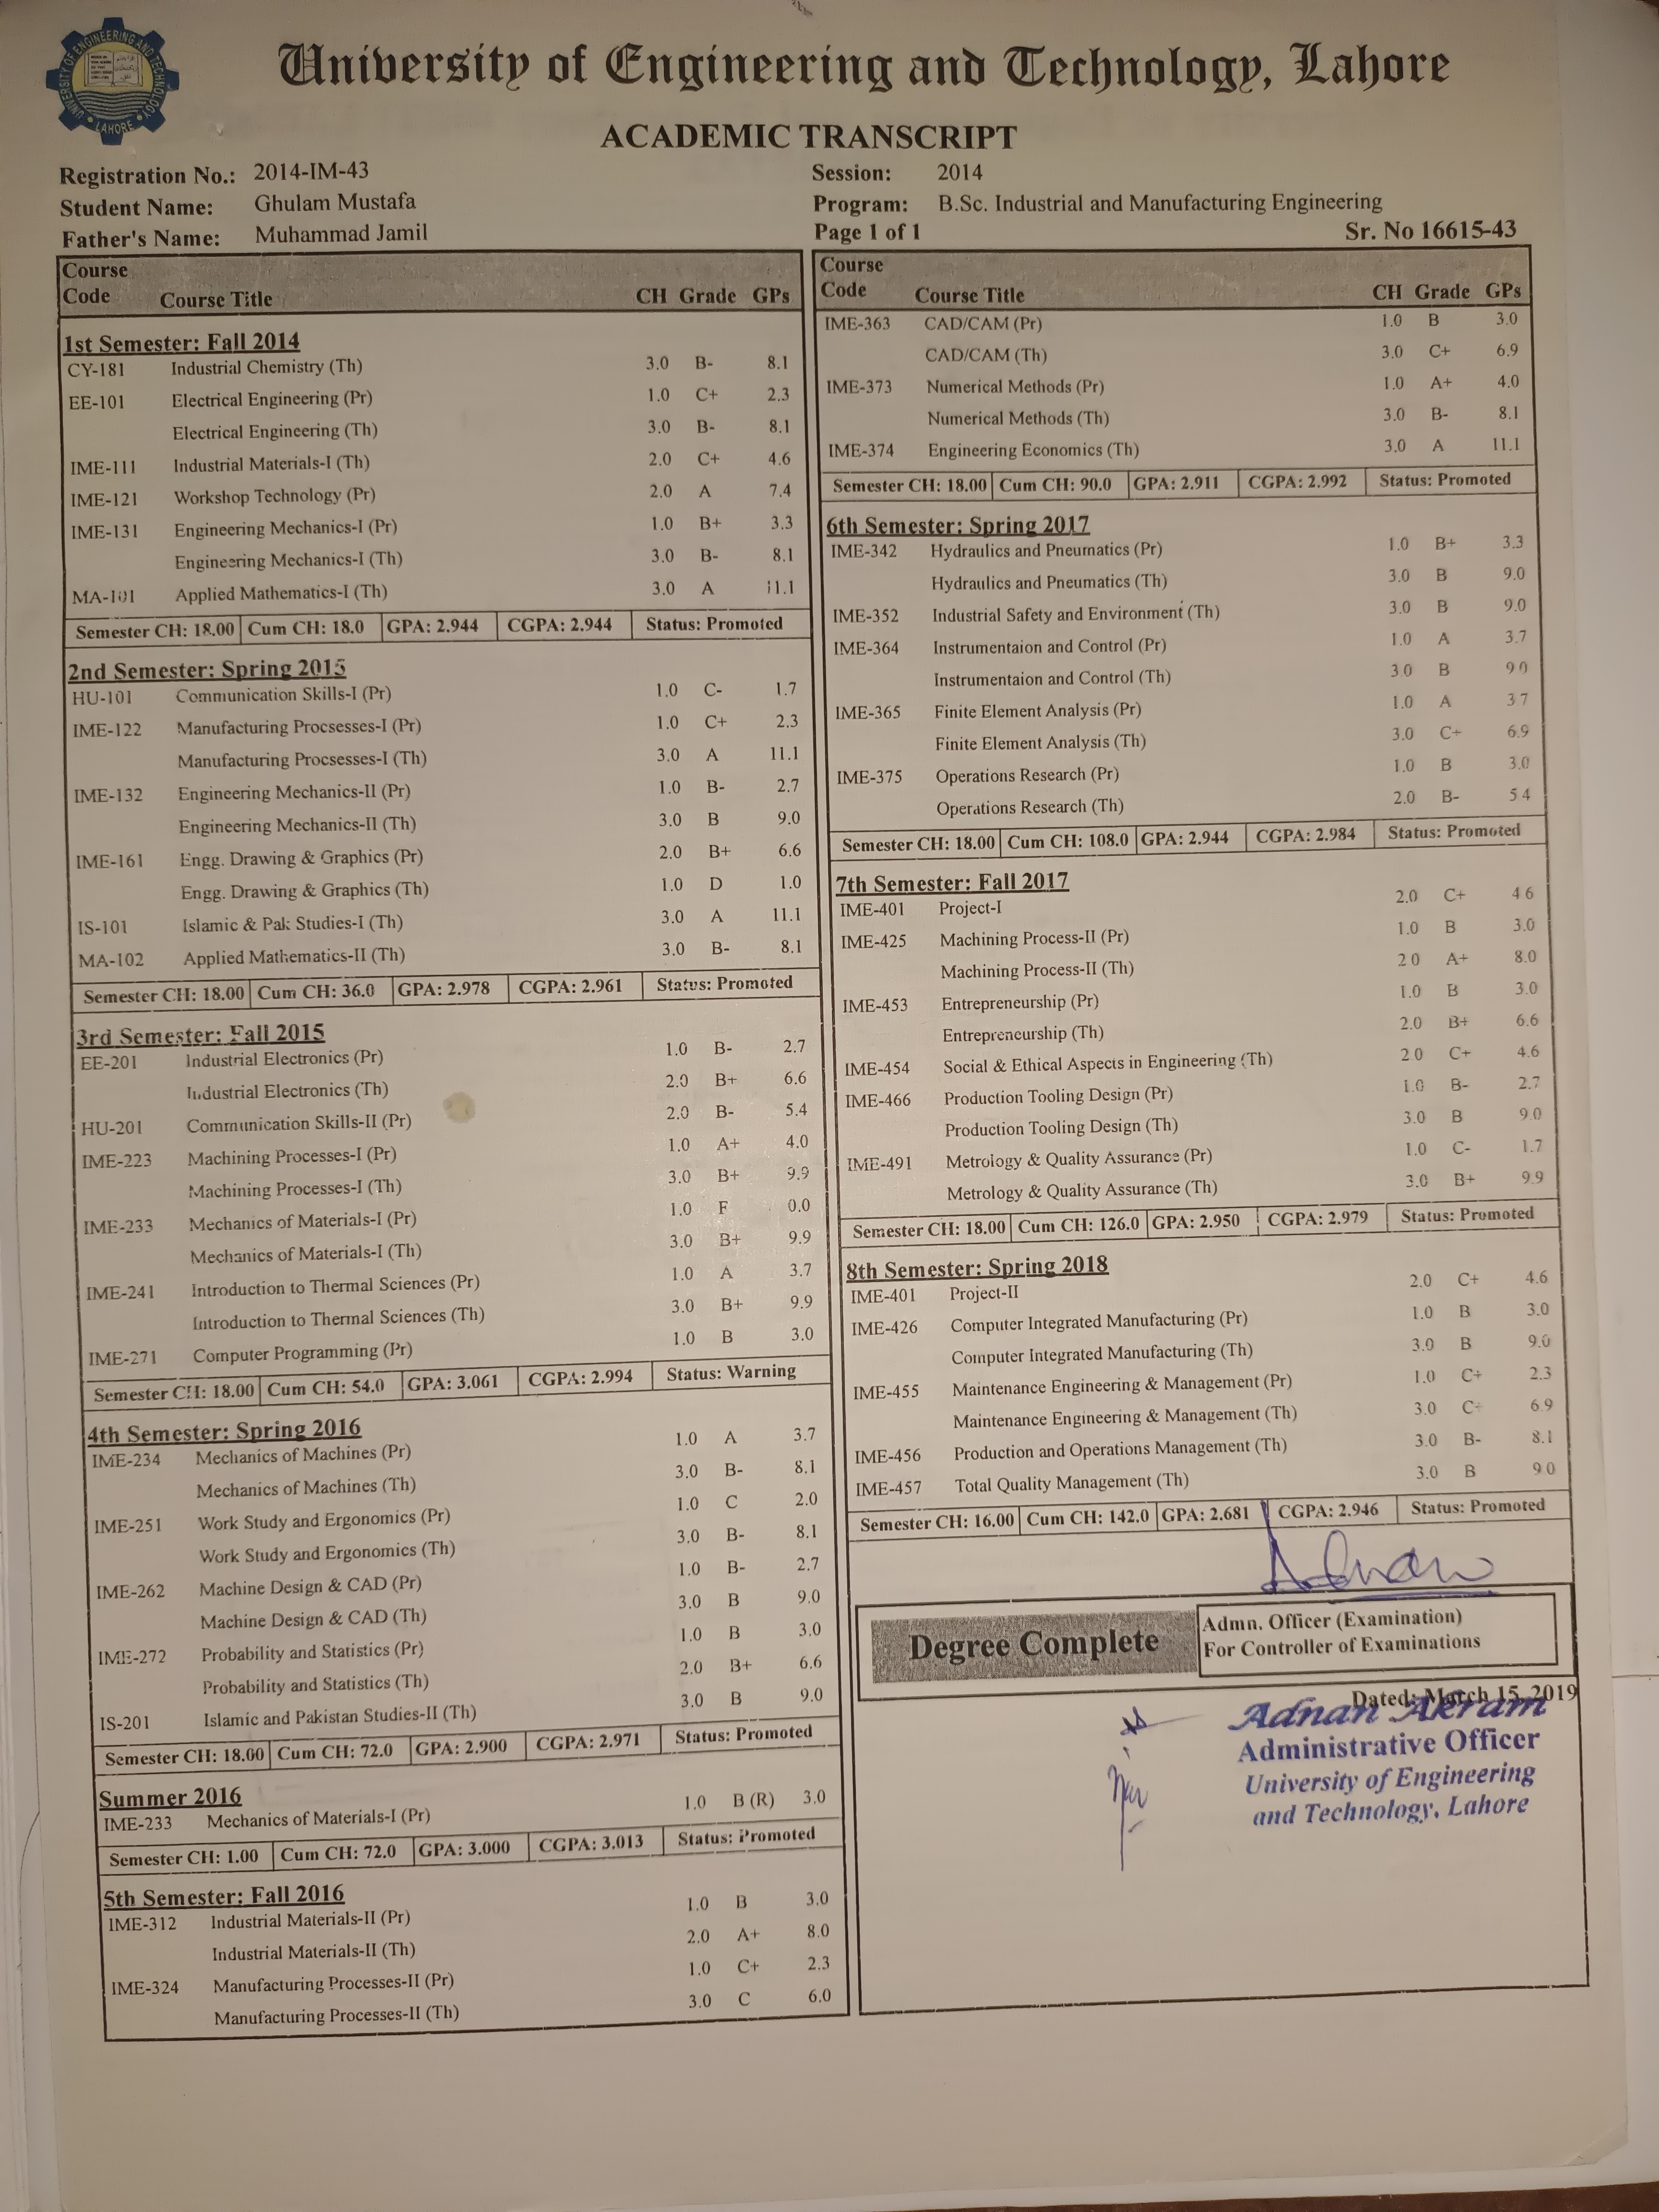 University of Engineering and Technology, Lahore
ACADEMIC TRANSCRIPT
Registration No.: 2014-IM-43
Student Name: Ghulam Mustafa
Father's Name: Muhammad Jamil
Session: 2014
Program: B.Sc. Industrial and Manufacturing Engineering
Page 1 of 1 Sr. No 16615-43
Course
Code Course Title CH Grade GPs
1st Semester: Fall 2014
CY-181 Industrial Chemistry (Th) 3.0 B- 8.1
EE-101 Electrical Engineering (Pr) 1.0 C+ 2.3
Electrical Engineering (Th) 3.0 B- 8.1
IME-111 Industrial Materials-I (Th) 2.0 C+ 4.6
IME-121 Workshop Technology (Pr) 2.0 A 7.4
IME-131 Engineering Mechanics-I (Pr) 1.0 B+ 3.3
Engineering Mechanics-I (Th) 3.0 B- 8.1
MA-101 Applied Mathematics-I (Th) 3.0 A 11.1
Semester CH: 18.00 Cum CH: 18.0 GPA: 2.944 CGPA: 2.944 Status: Promoted
2nd Semester: Spring 2015
HU-101 Communication Skills-I (Pr) 1.0 C- 1.7
IME-122 Manufacturing Procsesses-I (Pr) 1.0 C+ 2.3
Manufacturing Procsesses-I (Th) 3.0 A 11.1
IME-132 Engineering Mechanics-II (Pr) 1.0 B- 2.7
Engineering Mechanics-II (Th) 3.0 B 9.0
IME-161 Engg. Drawing & Graphics (Pr) 2.0 B+ 6.6
Engg. Drawing & Graphics (Th) 1.0 D 1.0
IS-101 Islamic & Pak Studies-I (Th) 3.0 A 11.1
MA-102 Applied Mathematics-II (Th) 3.0 B- 8.1
Semester CH: 18.00 Cum CH: 36.0 GPA: 2.978 CGPA: 2.961 Status: Promoted
3rd Semester: Fall 2015
EE-201 Industrial Electronics (Pr) 1.0 B- 2.7
Industrial Electronics (Th) 2.0 B+ 6.6
HU-201 Communication Skills-II (Pr) 2.0 B- 5.4
IME-223 Machining Processes-I (Pr) 1.0 A+ 4.0
Machining Processes-I (Th) 3.0 B+ 9.9
IME-233 Mechanics of Materials-I (Pr) 1.0 F 0.0
Mechanics of Materials-I (Th) 3.0 B+ 9.9
IME-241 Introduction to Thermal Sciences (Pr) 1.0 A 3.7
Introduction to Thermal Sciences (Th) 3.0 B+ 9.9
IME-271 Computer Programming (Pr) 1.0 B 3.0
Semester CH: 18.00 Cum CH: 54.0 GPA: 3.061 CGPA: 2.994 Status: Warning
4th Semester: Spring 2016
IME-234 Mechanics of Machines (Pr) 1.0 A 3.7
Mechanics of Machines (Th) 3.0 B- 8.1
IME-251 Work Study and Ergonomics (Pr) 1.0 C 2.0
Work Study and Ergonomics (Th) 3.0 B- 8.1
IME-262 Machine Design & CAD (Pr) 1.0 B- 2.7
Machine Design & CAD (Th) 3.0 B 9.0
IME-272 Probability and Statistics (Pr) 1.0 B 3.0
Probability and Statistics (Th) 2.0 B+ 6.6
IS-201 Islamic and Pakistan Studies-II (Th) 3.0 B 9.0
Semester CH: 18.00 Cum CH: 72.0 GPA: 2.900 CGPA: 2.971 Status: Promoted
Summer 2016
IME-233 Mechanics of Materials-I (Pr) 1.0 B (R) 3.0
Semester CH: 1.00 Cum CH: 72.0 GPA: 3.000 CGPA: 3.013 Status: Promoted
5th Semester: Fall 2016
IME-312 Industrial Materials-II (Pr) 1.0 B 3.0
Industrial Materials-II (Th) 2.0 A+ 8.0
IME-324 Manufacturing Processes-II (Pr) 1.0 C+ 2.3
Manufacturing Processes-II (Th) 3.0 C 6.0
Course
Code Course Title CH Grade GPs
IME-363 CAD/CAM (Pr) 1.0 B 3.0
CAD/CAM (Th) 3.0 C+ 6.9
IME-373 Numerical Methods (Pr) 1.0 A+ 4.0
Numerical Methods (Th) 3.0 B- 8.1
IME-374 Engineering Economics (Th) 3.0 A 11.1
Semester CH: 18.00 Cum CH: 90.0 GPA: 2.911 CGPA: 2.992 Status: Promoted
6th Semester: Spring 2017
IME-342 Hydraulics and Pneumatics (Pr) 1.0 B+ 3.3
Hydraulics and Pneumatics (Th) 3.0 B 9.0
IME-352 Industrial Safety and Environment (Th) 3.0 B 9.0
IME-364 Instrumentaion and Control (Pr) 1.0 A 3.7
Instrumentaion and Control (Th) 3.0 B 9.0
IME-365 Finite Element Analysis (Pr) 1.0 A 3.7
Finite Element Analysis (Th) 3.0 C+ 6.9
IME-375 Operations Research (Pr) 1.0 B 3.0
Operations Research (Th) 2.0 B- 5.4
Semester CH: 18.00 Cum CH: 108.0 GPA: 2.944 CGPA: 2.984 Status: Promoted
7th Semester: Fall 2017
IME-401 Project-I 2.0 C+ 4.6
IME-425 Machining Process-II (Pr) 1.0 B 3.0
Machining Process-II (Th) 2.0 A+ 8.0
IME-453 Entrepreneurship (Pr) 1.0 B 3.0
Entrepreneurship (Th) 2.0 B+ 6.6
IME-454 Social & Ethical Aspects in Engineering (Th) 2.0 C+ 4.6
IME-466 Production Tooling Design (Pr) 1.0 B- 2.7
Production Tooling Design (Th) 3.0 B 9.0
IME-491 Metrology & Quality Assurance (Pr) 1.0 C- 1.7
Metrology & Quality Assurance (Th) 3.0 B+ 9.9
Semester CH: 18.00 Cum CH: 126.0 GPA: 2.950 CGPA: 2.979 Status: Promoted
8th Semester: Spring 2018
IME-401 Project-II 2.0 C+ 4.6
IME-426 Computer Integrated Manufacturing (Pr) 1.0 B 3.0
Computer Integrated Manufacturing (Th) 3.0 B 9.0
IME-455 Maintenance Engineering & Management (Pr) 1.0 C+ 2.3
Maintenance Engineering & Management (Th) 3.0 C+ 6.9
IME-456 Production and Operations Management (Th) 3.0 B- 8.1
IME-457 Total Quality Management (Th) 3.0 B 9.0
Semester CH: 16.00 Cum CH: 142.0 GPA: 2.681 CGPA: 2.946 Status: Promoted
Degree Complete
Admn. Officer (Examination)
For Controller of Examinations
Dated: March 15, 2019
Adnan Akram
Administrative Officer
University of Engineering
and Technology, Lahore